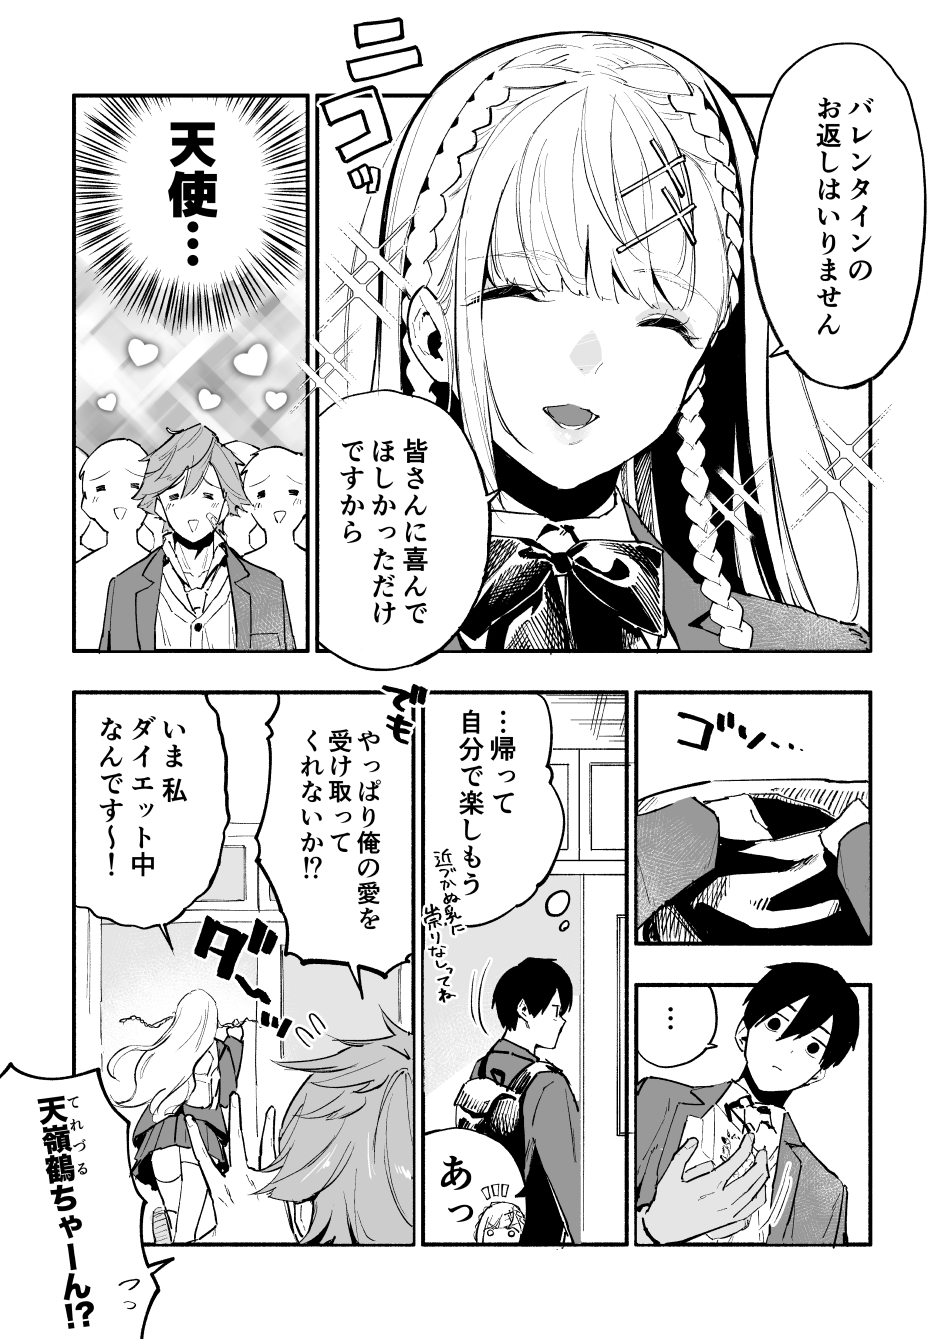 バレンタインの
お返しはいりません
ニコッ
皆さんに喜んで
ほしかっただけ
ですから
天使…
ゴソ…
…
…帰って
自分で楽しもう
近づかぬ乳に
祟りなしってね
あっ
でも
やっぱり俺の愛を
受け取って
くれないか!?
いま私
ダイエット中
なんです〜!
ダ〜ッ
天嶺鶴ちゃーん!?
てれづる